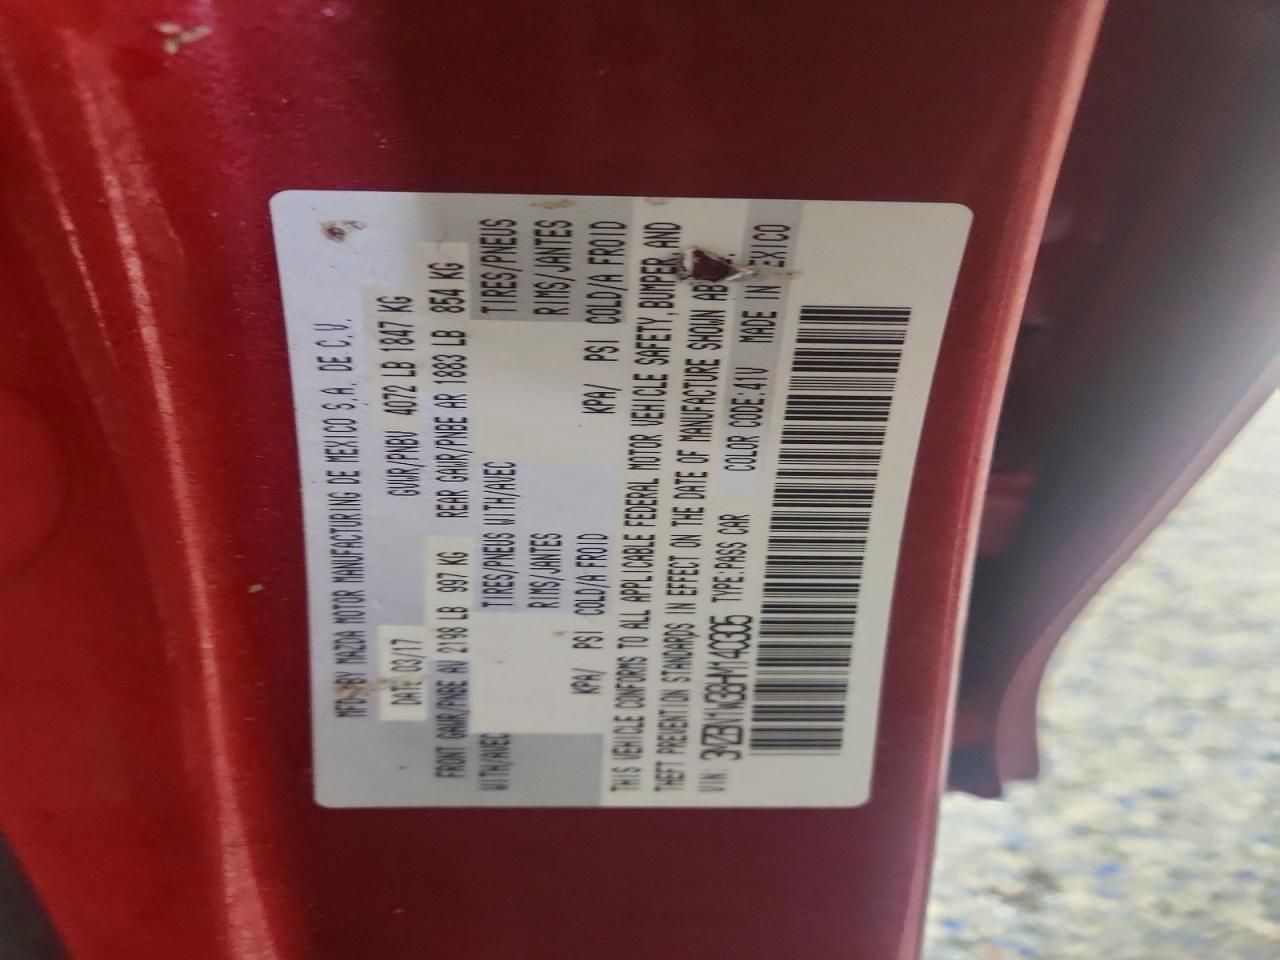 MFD BY MAZDA MOTOR MANUFACTURING DE MEXICO S.A. DE C.V.
DATE 03/17 GVWR/PNBV 4072 LB 1847 KG
FRONT GAWR/PNBE AV 2198 LB 997 KG REAR GAWR/PNBE AR 1883 LB 854 KG
WITH/AVEC TIRES/PNEUS WITH/AVEC TIRES/PNEUS
RIMS/JANTES RIMS/JANTES
KPA/ PSI COLD/A FROID KPA/ PSI COLD/A FROID
THIS VEHICLE CONFORMS TO ALL APPLICABLE FEDERAL MOTOR VEHICLE SAFETY, BUMPER, AND
THEFT PREVENTION STANDARDS IN EFFECT ON THE DATE OF MANUFACTURE SHOWN AB
VIN: 3MZBN1W38HM140305 TYPE:PASS CAR COLOR CODE:41V MADE IN EXICO